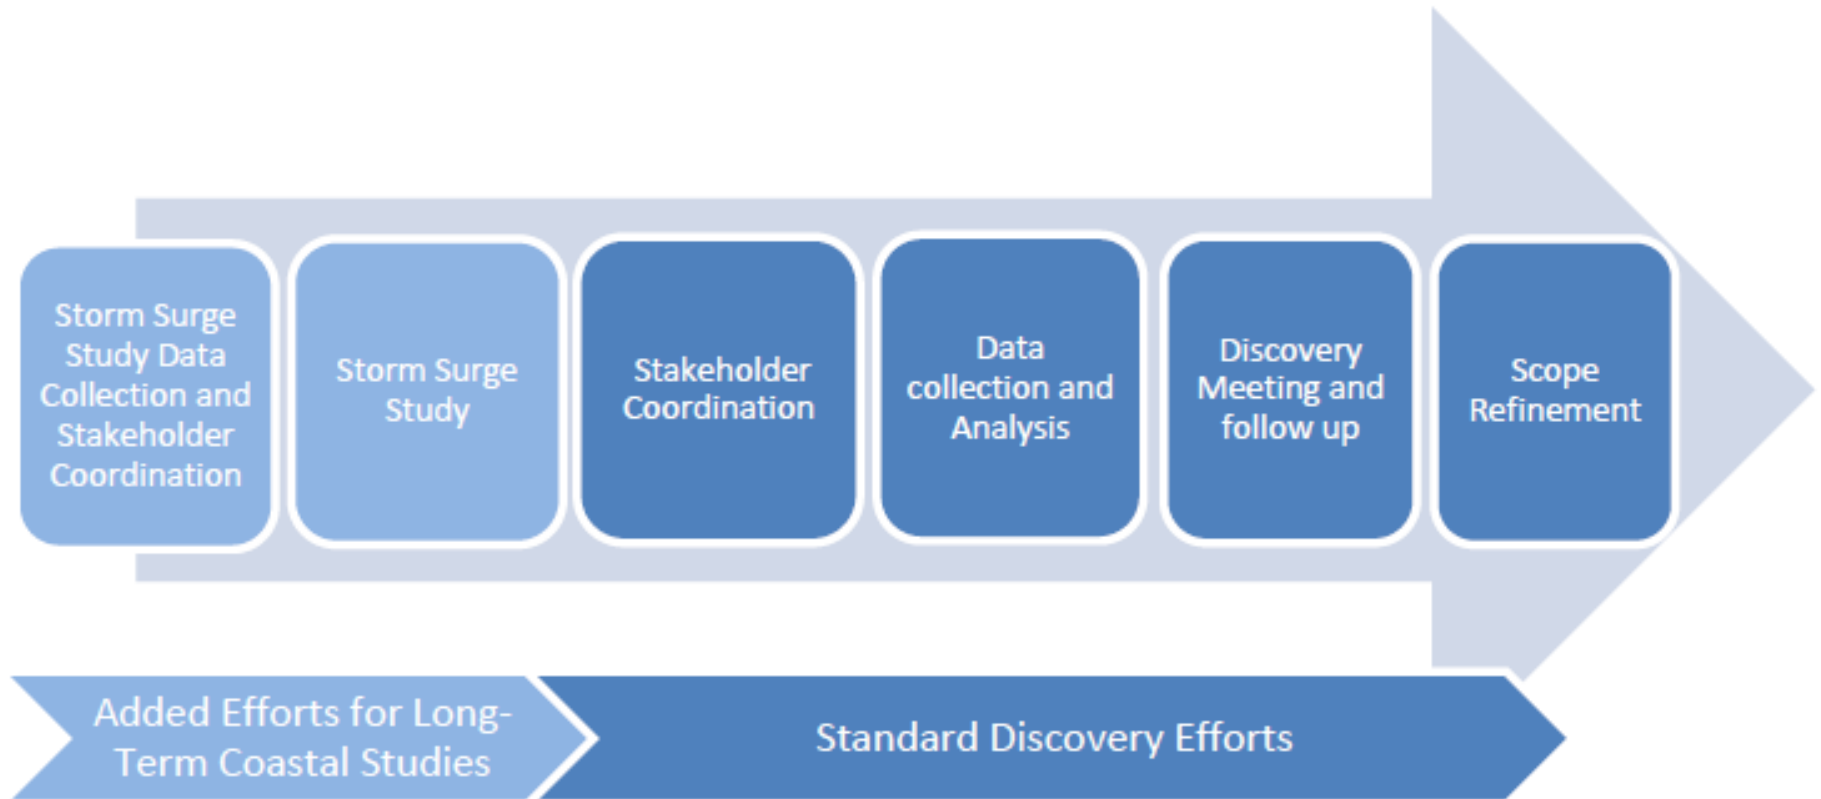 Storm Surge
Study Data
Collection and
Stakeholder
Coordination
Storm Surge
Study
Stakeholder
Coordination
Data
collection and
Analysis
Discovery
Meeting and
follow up
Scope
Refinement
Added Efforts for Long-
Term Coastal Studies
Standard Discovery Efforts